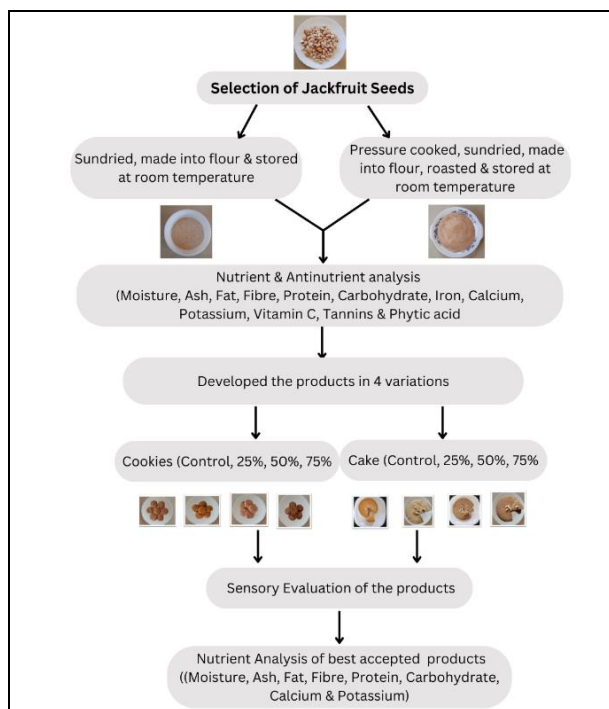 Selection of Jackfruit Seeds
Sundried, made into flour & stored
at room temperature
Pressure cooked, sundried, made
into flour, roasted & stored at
room temperature
Nutrient & Antinutrient analysis
(Moisture, Ash, Fat, Fibre, Protein, Carbohydrate, Iron, Calcium,
Potassium, Vitamin C, Tannins & Phytic acid
Developed the products in 4 variations
Cookies (Control, 25%, 50%, 75%
Cake (Control, 25%, 50%, 75%
Sensory Evaluation of the products
Nutrient Analysis of best accepted products
((Moisture, Ash, Fat, Fibre, Protein, Carbohydrate,
Calcium & Potassium)